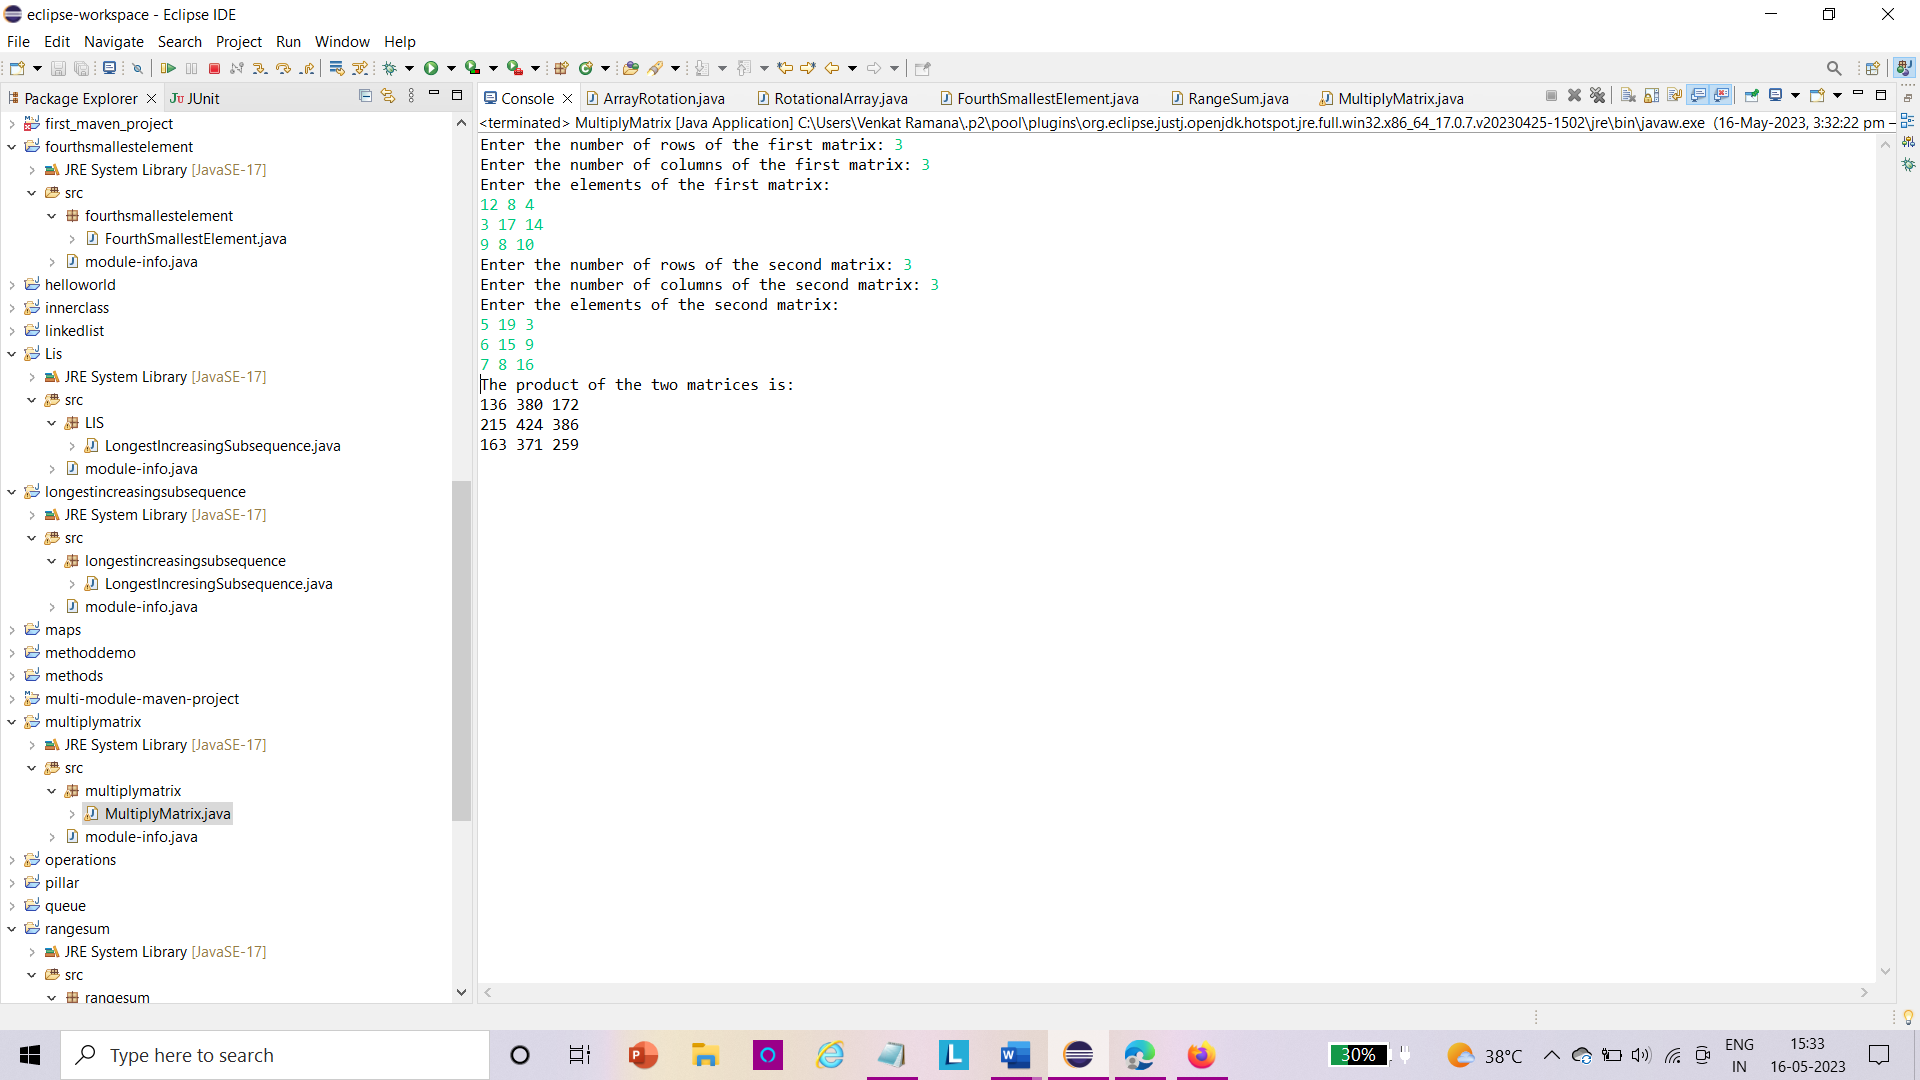 eclipse-workspace - Eclipse IDE
File Edit Navigate Search Project Run Window Help
Package Explorer
JUnit
first_maven_project
fourthsmallestelement
JRE System Library [JavaSE-17]
src
fourthsmallestelement
FourthSmallestElement.java
module-info.java
helloworld
innerclass
linkedlist
Lis
JRE System Library [JavaSE-17]
src
LIS
LongestIncreasingSubsequence.java
module-info.java
longestincreasingsubsequence
JRE System Library [JavaSE-17]
src
longestincreasingsubsequence
LongestIncresingSubsequence.java
module-info.java
maps
methoddemo
methods
multi-module-maven-project
multiplymatrix
JRE System Library [JavaSE-17]
src
multiplymatrix
MultiplyMatrix.java
module-info.java
operations
pillar
queue
rangesum
JRE System Library [JavaSE-17]
src
rangesum
Console ArrayRotation.java RotationalArray.java FourthSmallestElement.java RangeSum.java MultiplyMatrix.java
<terminated> MultiplyMatrix [Java Application] C:\Users\Venkat Ramana\.p2\pool\plugins\org.eclipse.justj.openjdk.hotspot.jre.full.win32.x86_64_17.0.7.v20230425-1502\jre\bin\javaw.exe (16-May-2023, 3:32:22 pm –
Enter the number of rows of the first matrix: 3
Enter the number of columns of the first matrix: 3
Enter the elements of the first matrix:
12 8 4
3 17 14
9 8 10
Enter the number of rows of the second matrix: 3
Enter the number of columns of the second matrix: 3
Enter the elements of the second matrix:
5 19 3
6 15 9
7 8 16
The product of the two matrices is:
136 380 172
215 424 386
163 371 259
Type here to search
30%
38°C
ENG
IN
15:33
16-05-2023